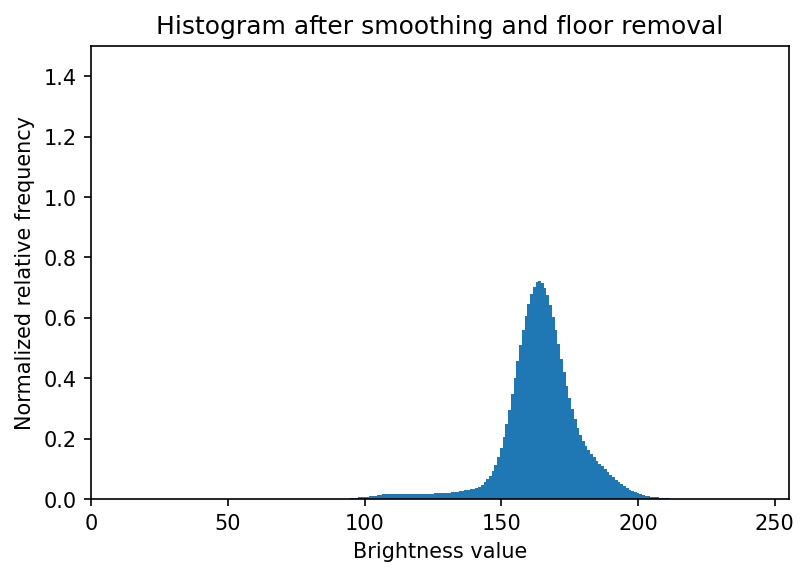 Histogram after smoothing and floor removal
1.4
1.2
1.0
0.8
0.6
0.4
0.2
0.0
Normalized relative frequency
0 50 100 150 200 250
Brightness value